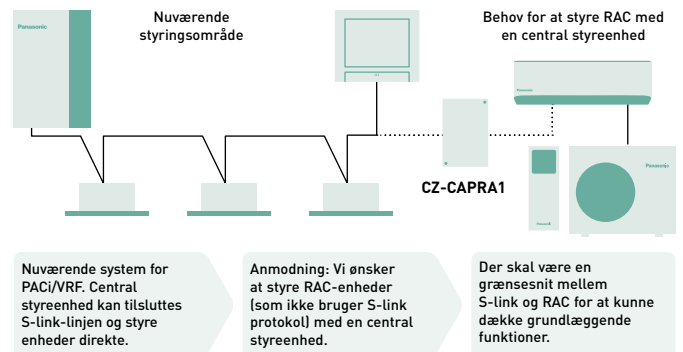 Panasonic
Nuværende
styringsområde
Behov for at styre RAC med
en central styreenhed
Panasonic
CZ-CAPRA1
Panasonic
Panasonic
Nuværende system for
PACi/VRF. Central
styreenhed kan tilsluttes
S-link-linjen og styre
enheder direkte.
Anmodning: Vi ønsker
at styre RAC-enheder
(som ikke bruger S-link
protokol) med en central
styreenhed.
Der skal være en
grænsesnit mellem
S-link og RAC for at kunne
dække grundlæggende
funktioner.